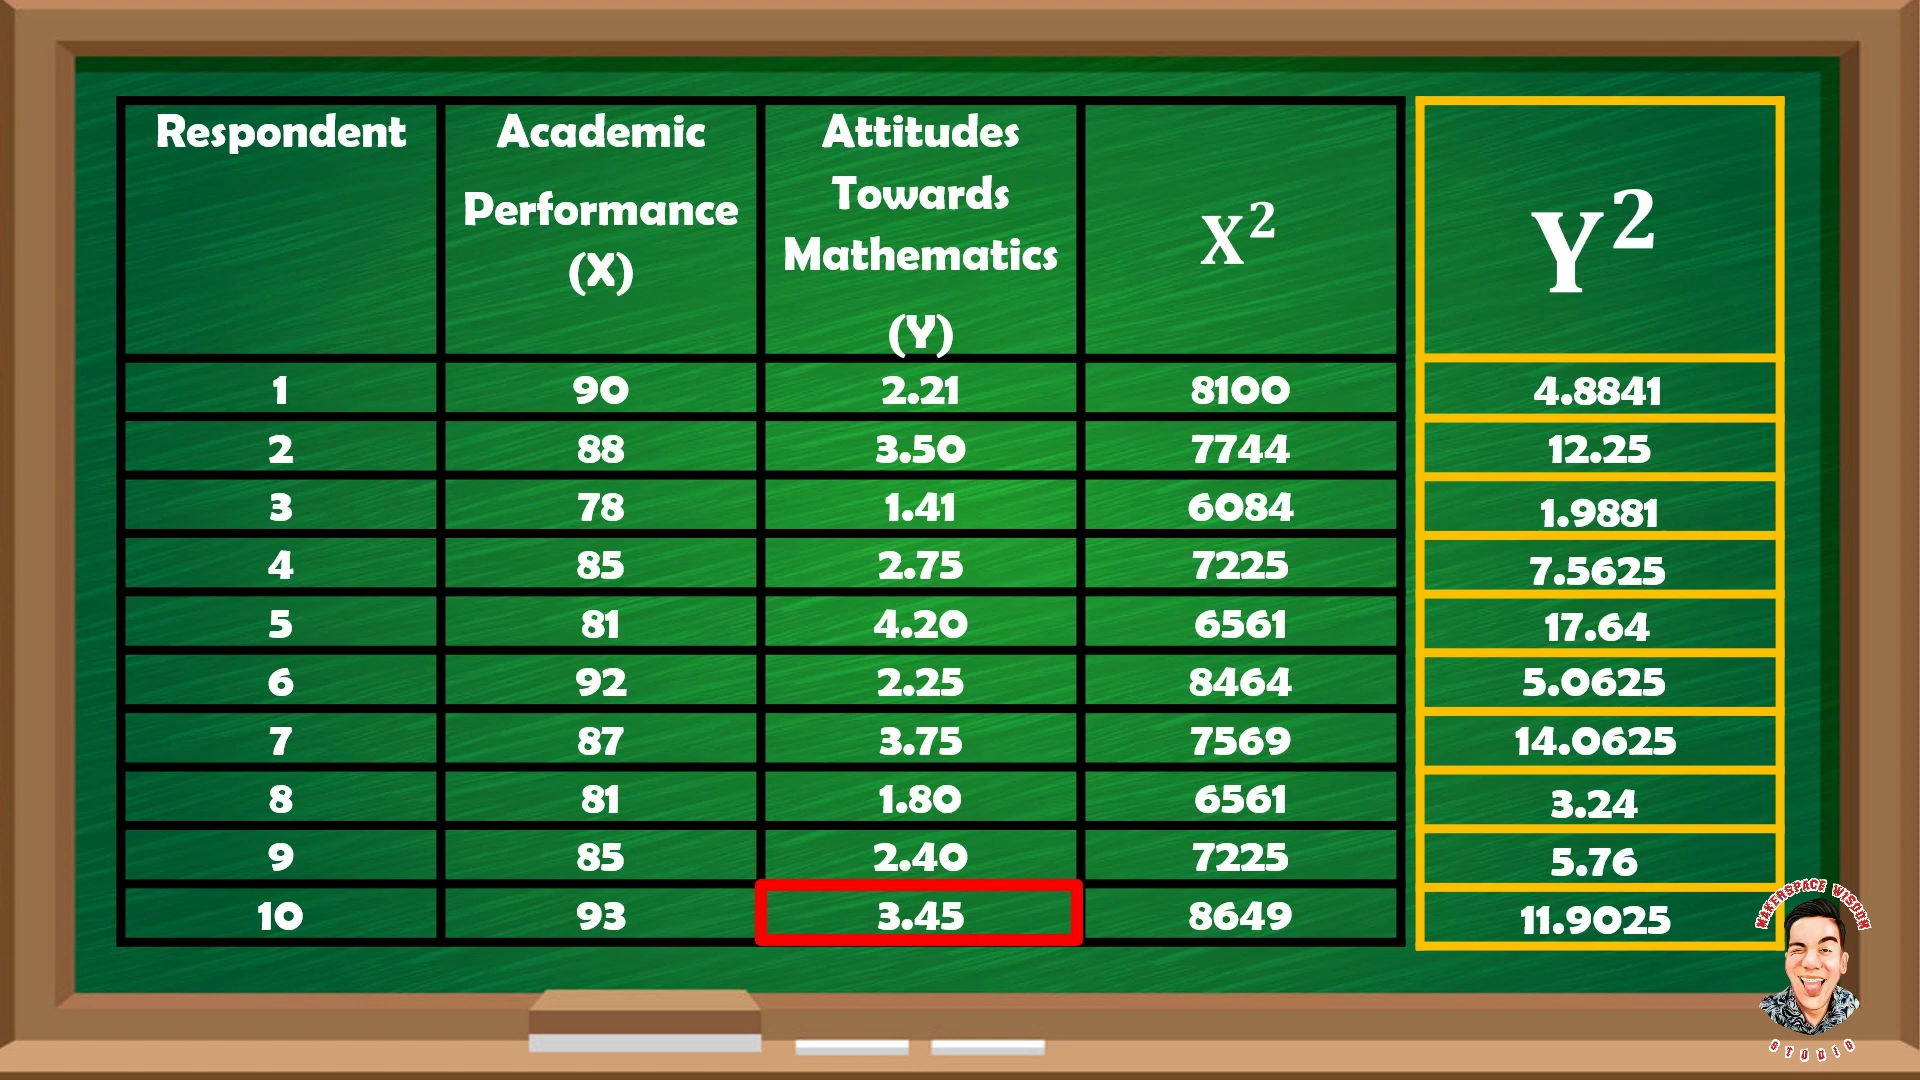 Respondent
Academic
Performance
(X)
Attitudes
Towards
Mathematics
(Y)
X²
Y²
1 90 2.21 8100 4.8841
2 88 3.50 7744 12.25
3 78 1.41 6084 1.9881
4 85 2.75 7225 7.5625
5 81 4.20 6561 17.64
6 92 2.25 8464 5.0625
7 87 3.75 7569 14.0625
8 81 1.80 6561 3.24
9 85 2.40 7225 5.76
10 93 3.45 8649 11.9025
MAKERSPACE WISDOM
STUDIO